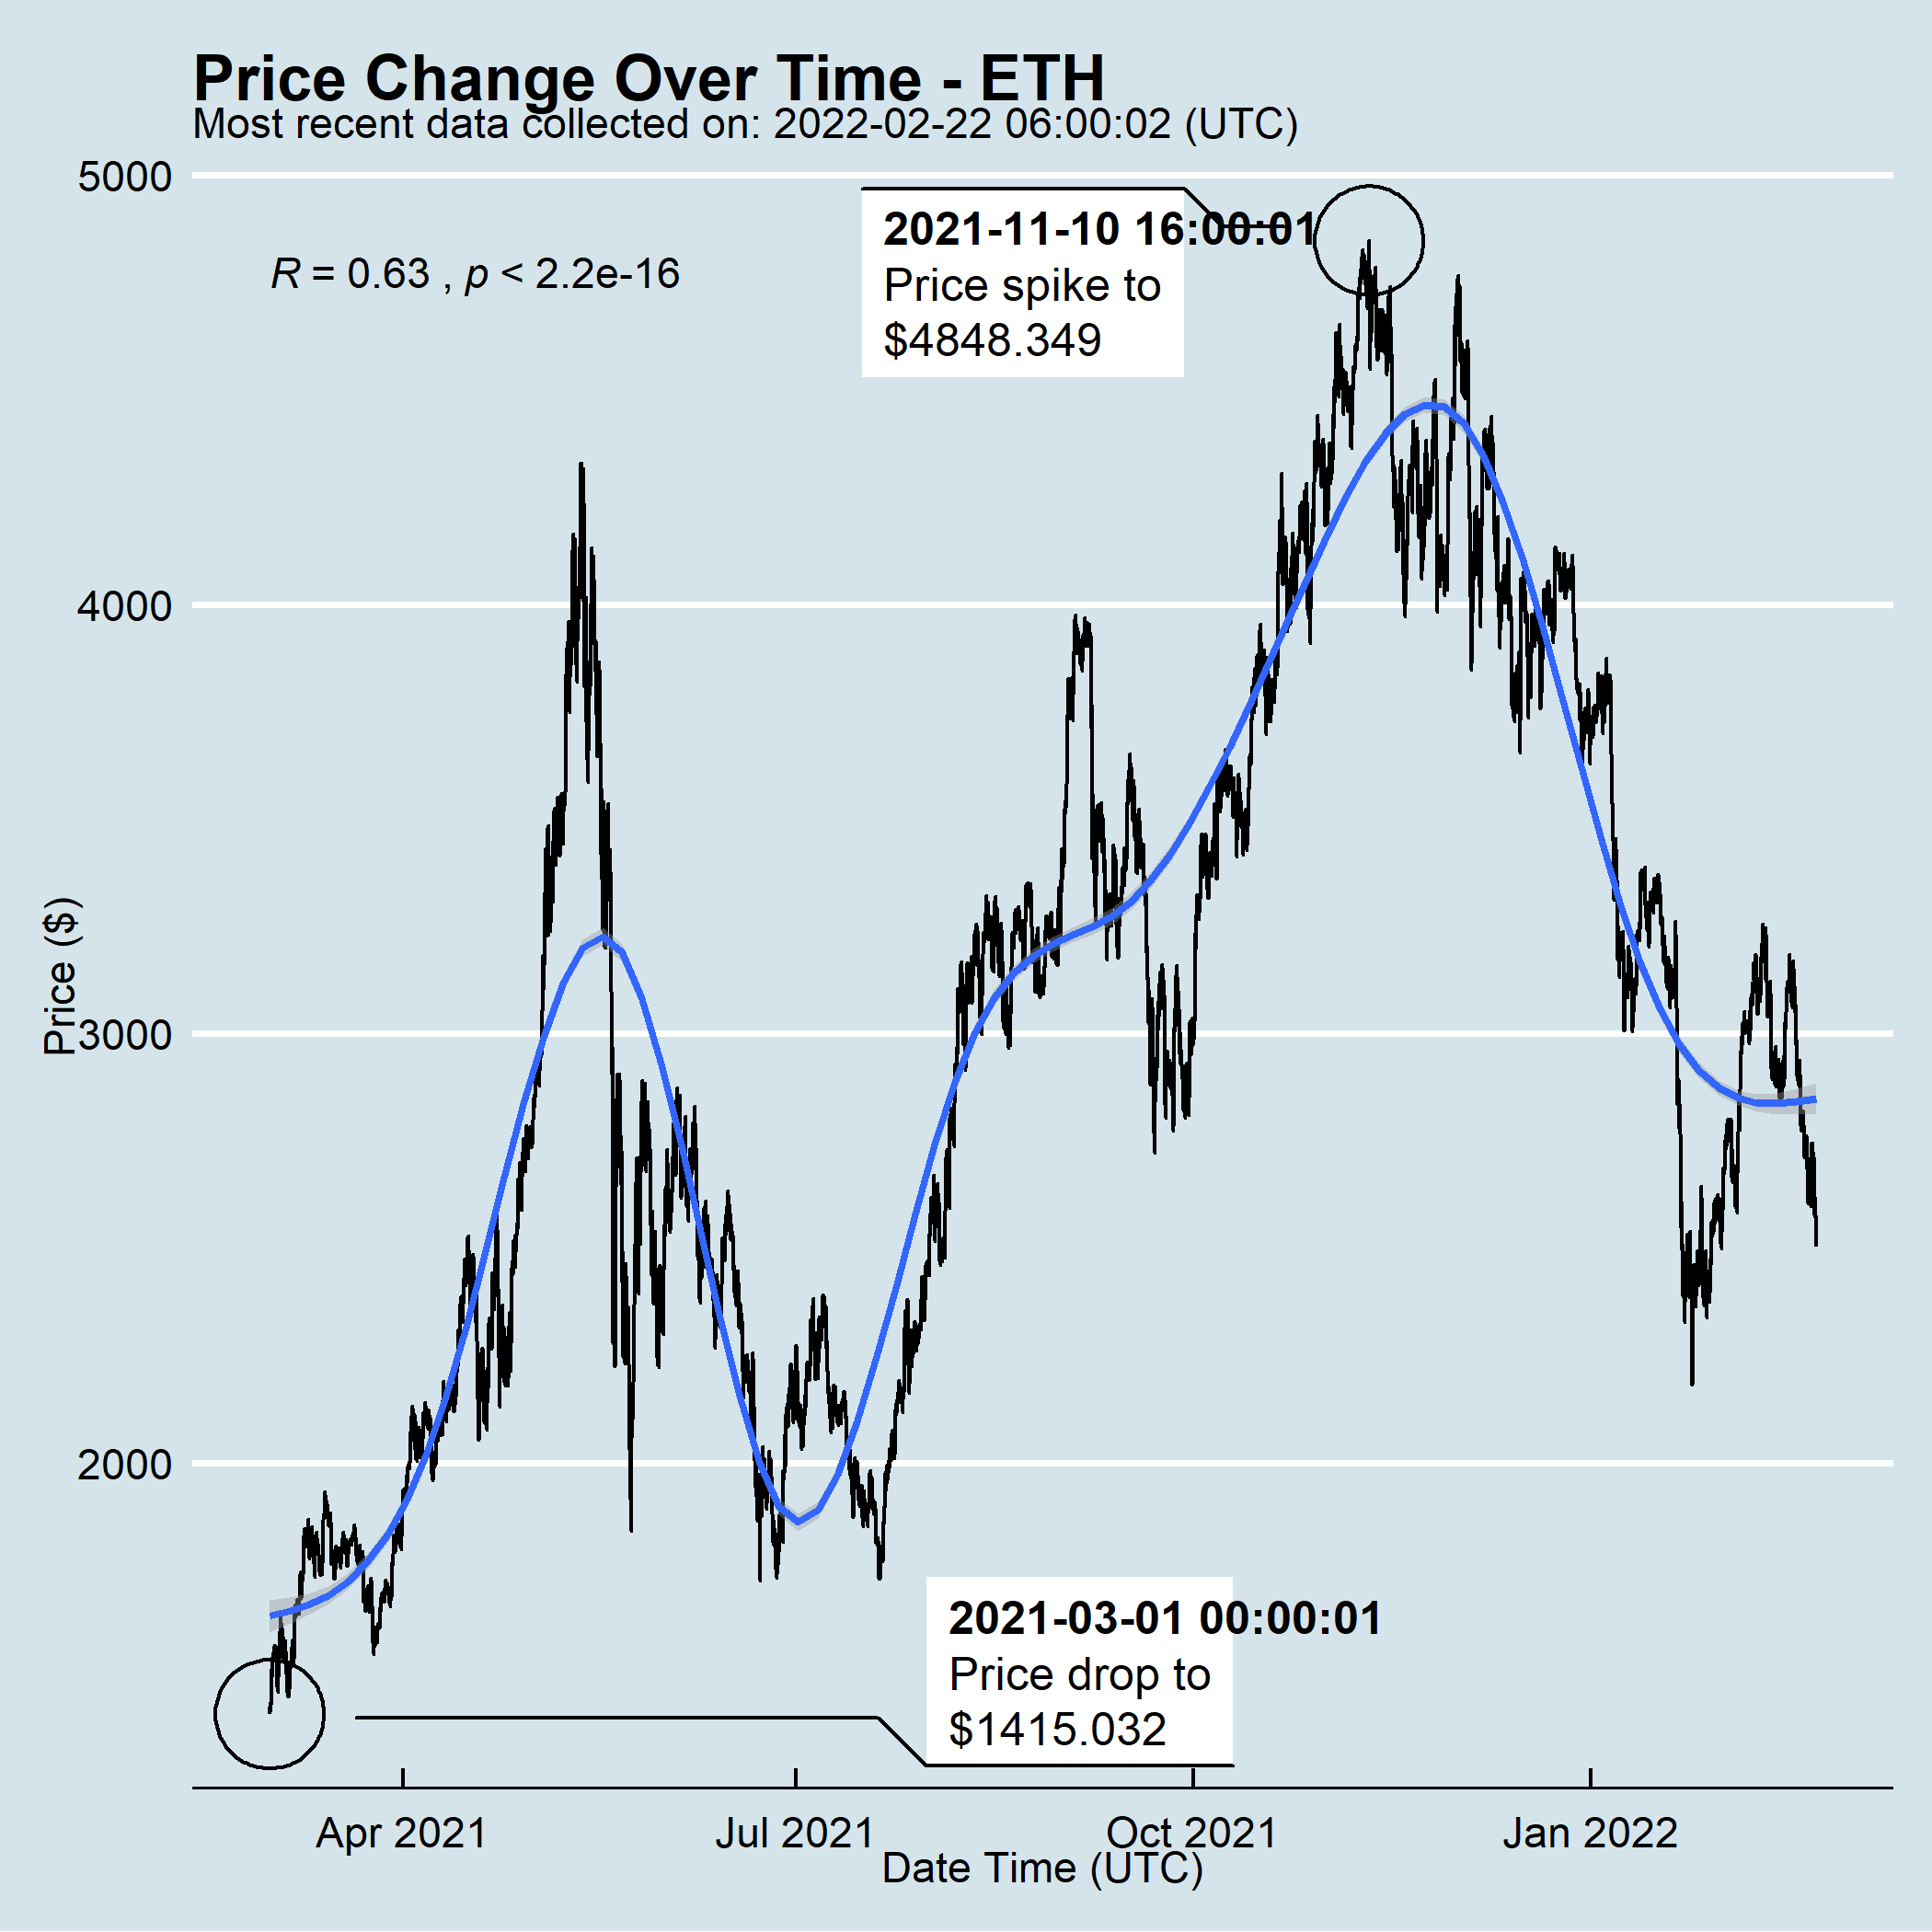 Price Change Over Time - ETH
Most recent data collected on: 2022-02-22 06:00:02 (UTC)
5000
2021-11-10 16:00:01
Price spike to
$4848.349
R = 0.63 , p < 2.2e-16
4000
Price ($)
3000
2000
2021-03-01 00:00:01
Price drop to
$1415.032
Apr 2021 Jul 2021 Oct 2021 Jan 2022
Date Time (UTC)